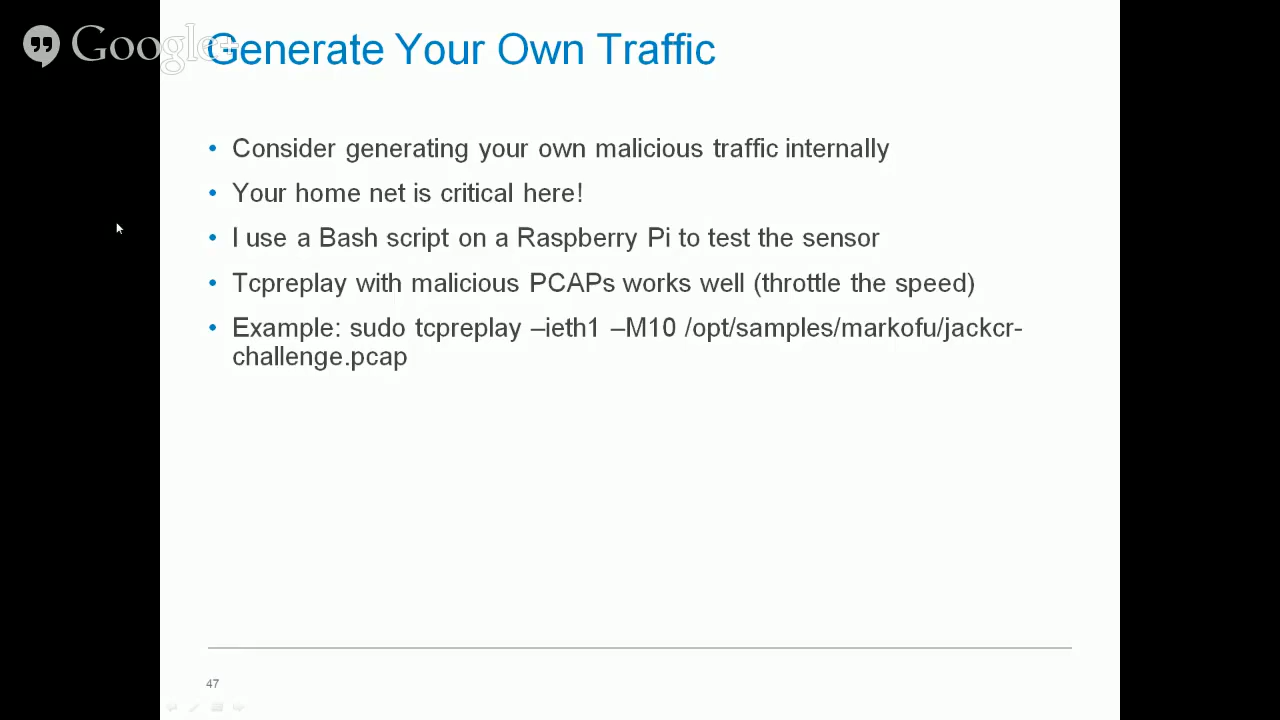 Google+
Generate Your Own Traffic
• Consider generating your own malicious traffic internally
• Your home net is critical here!
• I use a Bash script on a Raspberry Pi to test the sensor
• Tcpreplay with malicious PCAPs works well (throttle the speed)
• Example: sudo tcpreplay –ieth1 –M10 /opt/samples/markofu/jackcr-
challenge.pcap
47